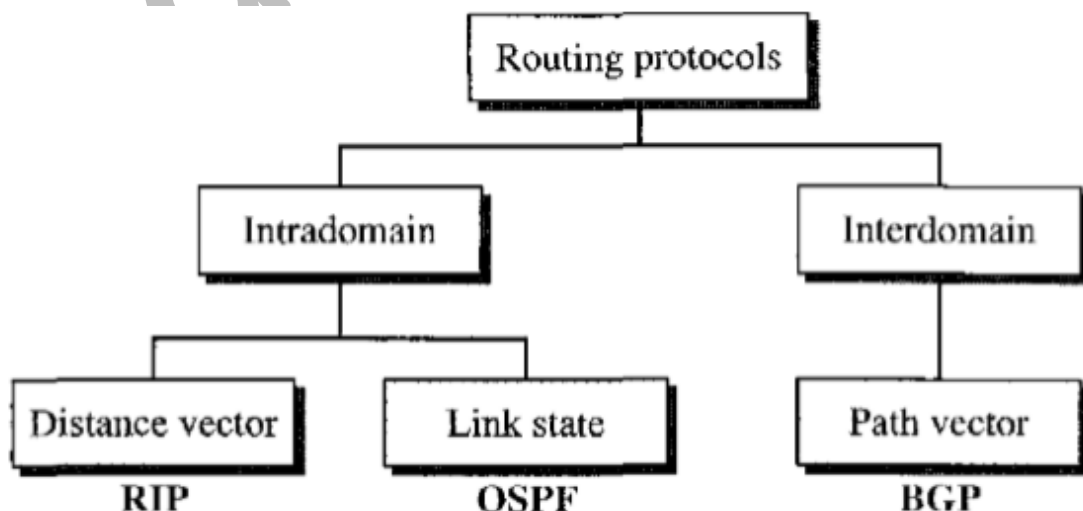 Routing protocols
Intradomain
Interdomain
Distance vector
Link state
Path vector
RIP
OSPF
BGP